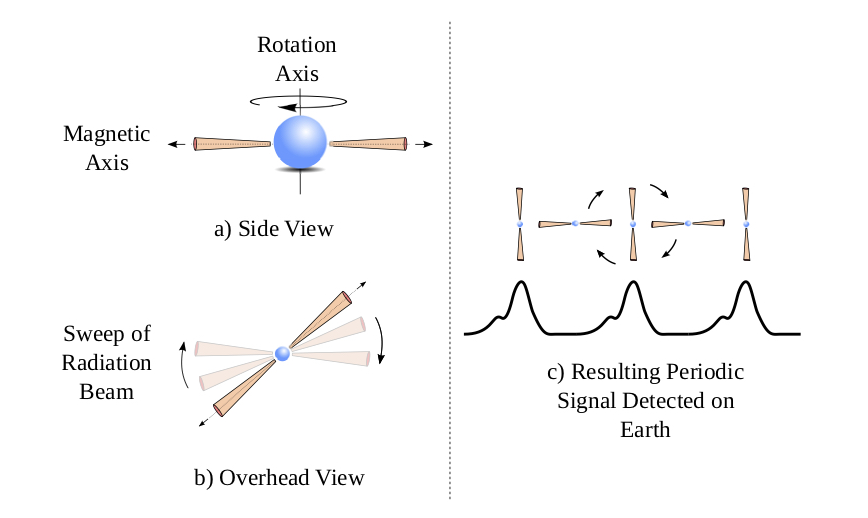 Rotation
Axis
Magnetic
Axis
a) Side View
Sweep of
Radiation
Beam
b) Overhead View
c) Resulting Periodic
Signal Detected on
Earth